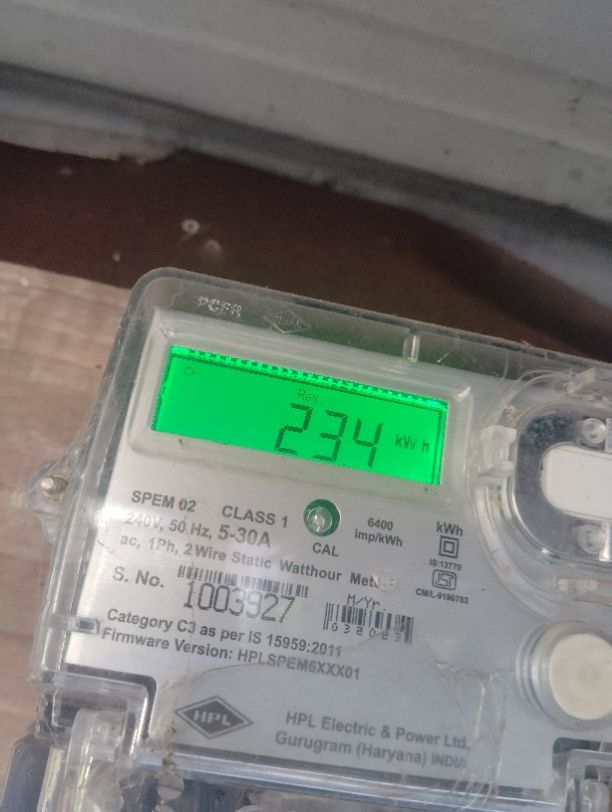 PCFR
Rev
234 kWh
SPEM 02 CLASS 1
240V, 50 Hz, 5-30A
CAL
6400
imp/kWh
kWh
IS:13779
CM/L-9196783
ac, 1Ph, 2 Wire Static Watthour
S. No.
1003927
M/Yr.
Category C3 as per IS 15959:2011
Firmware Version: HPLSPEM6XXX01
HPL
HPL Electric & Power Ltd.
Gurugram (Haryana) INDIA